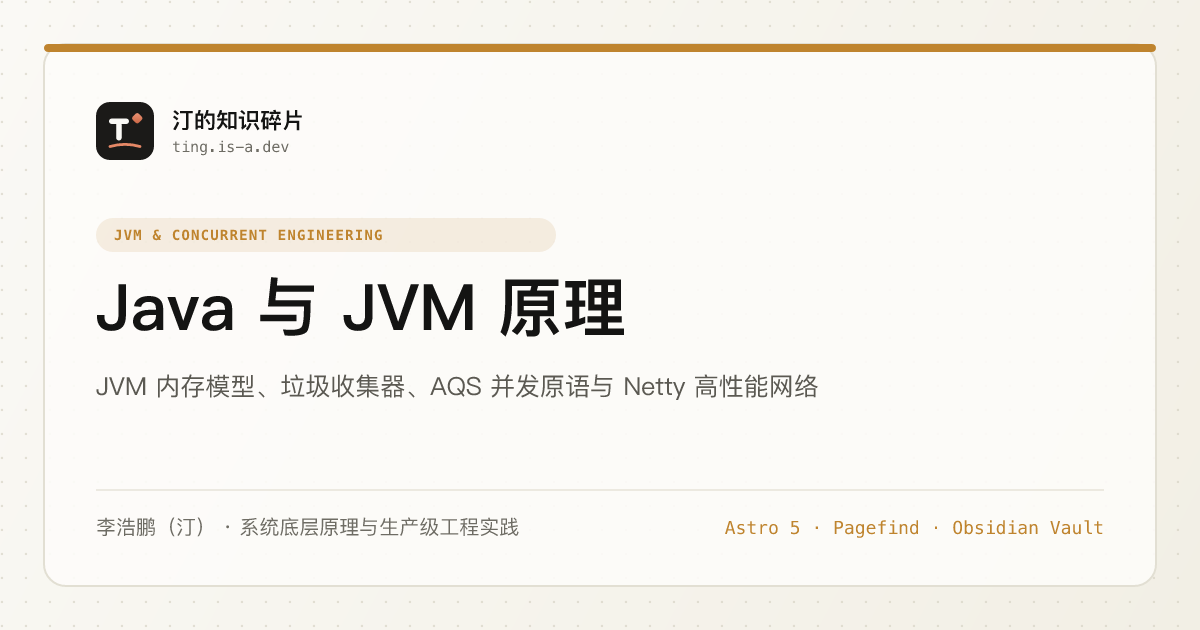 汀的知识碎片
ting.is-a.dev
JVM & CONCURRENT ENGINEERING
Java 与 JVM 原理
JVM 内存模型、垃圾收集器、AQS 并发原语与 Netty 高性能网络
李浩鹏（汀） · 系统底层原理与生产级工程实践
Astro 5 · Pagefind · Obsidian Vault